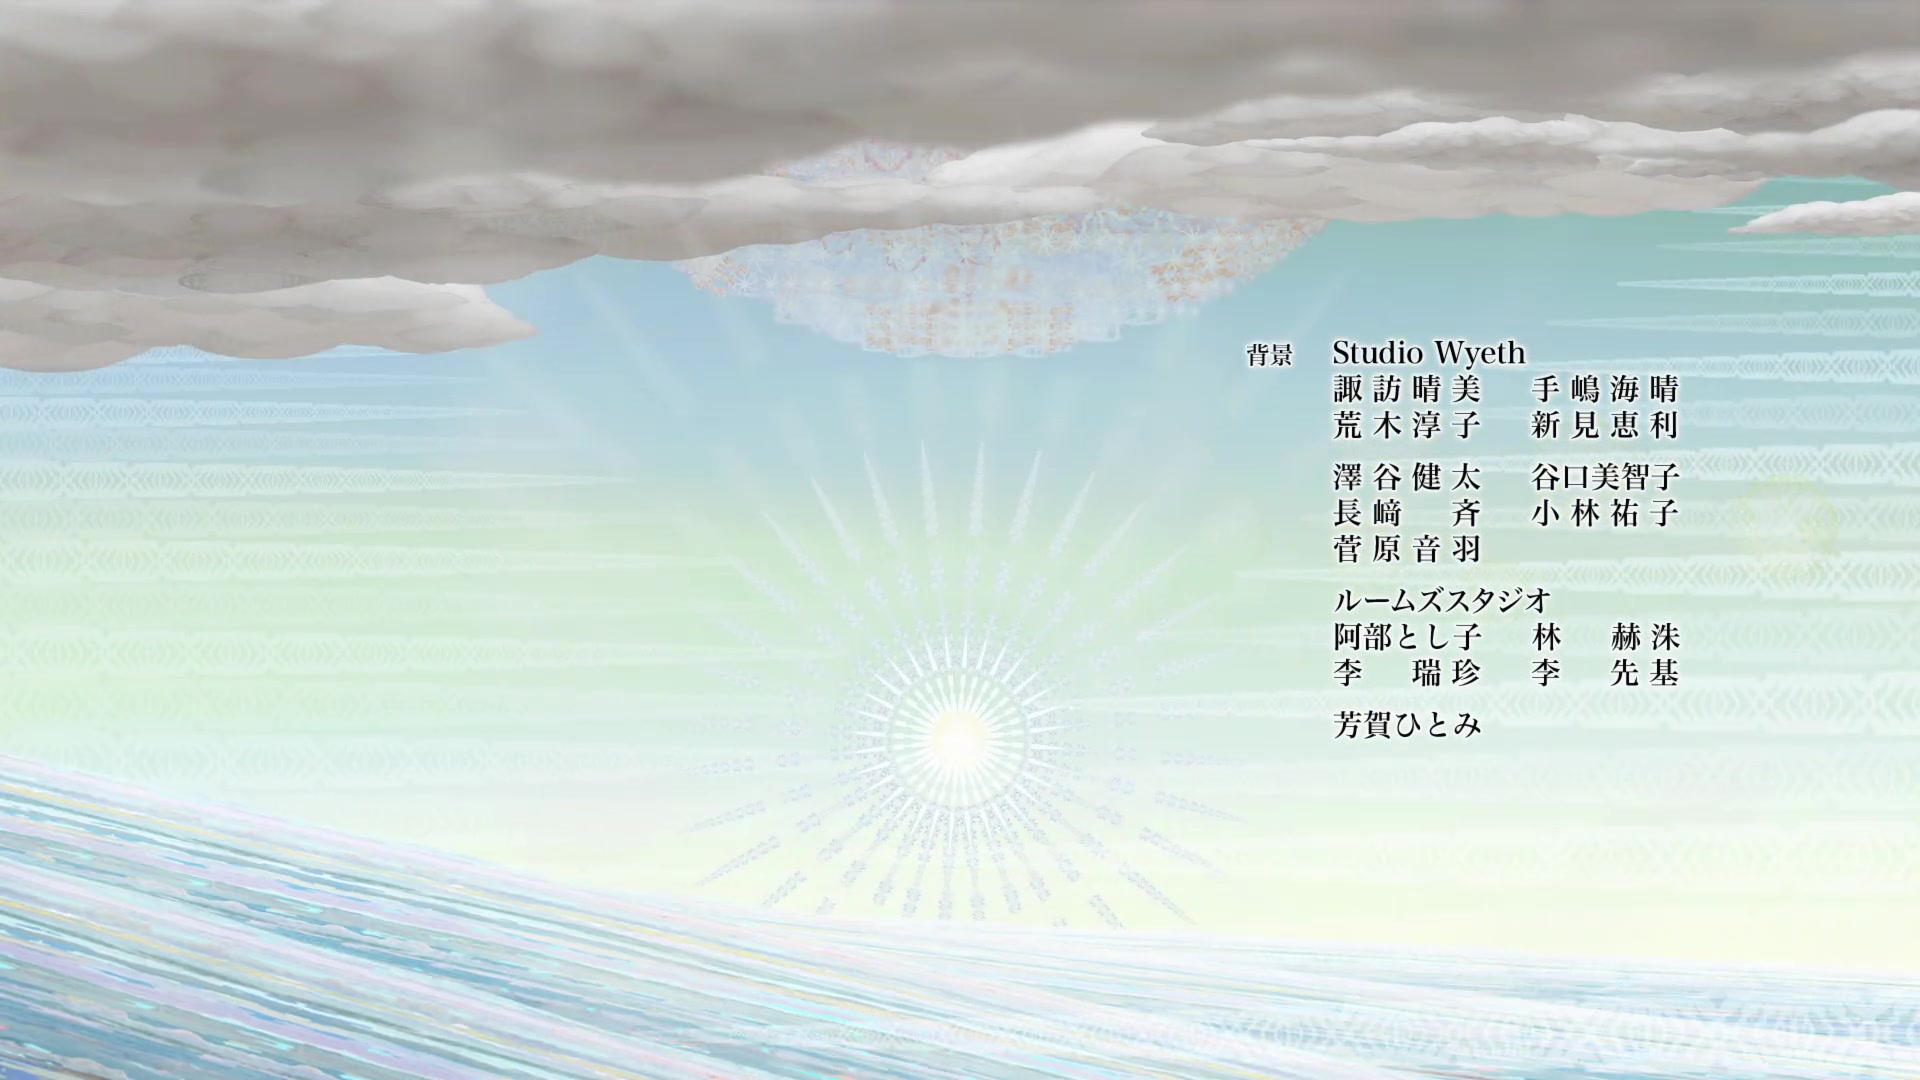 背景 Studio Wyeth
諏訪晴美 手嶋海晴
荒木淳子 新見恵利
澤谷健太 谷口美智子
長﨑斉 小林祐子
菅原音羽
ルームズスタジオ
阿部とし子 林赫洙
李瑞珍 李先基
芳賀ひとみ